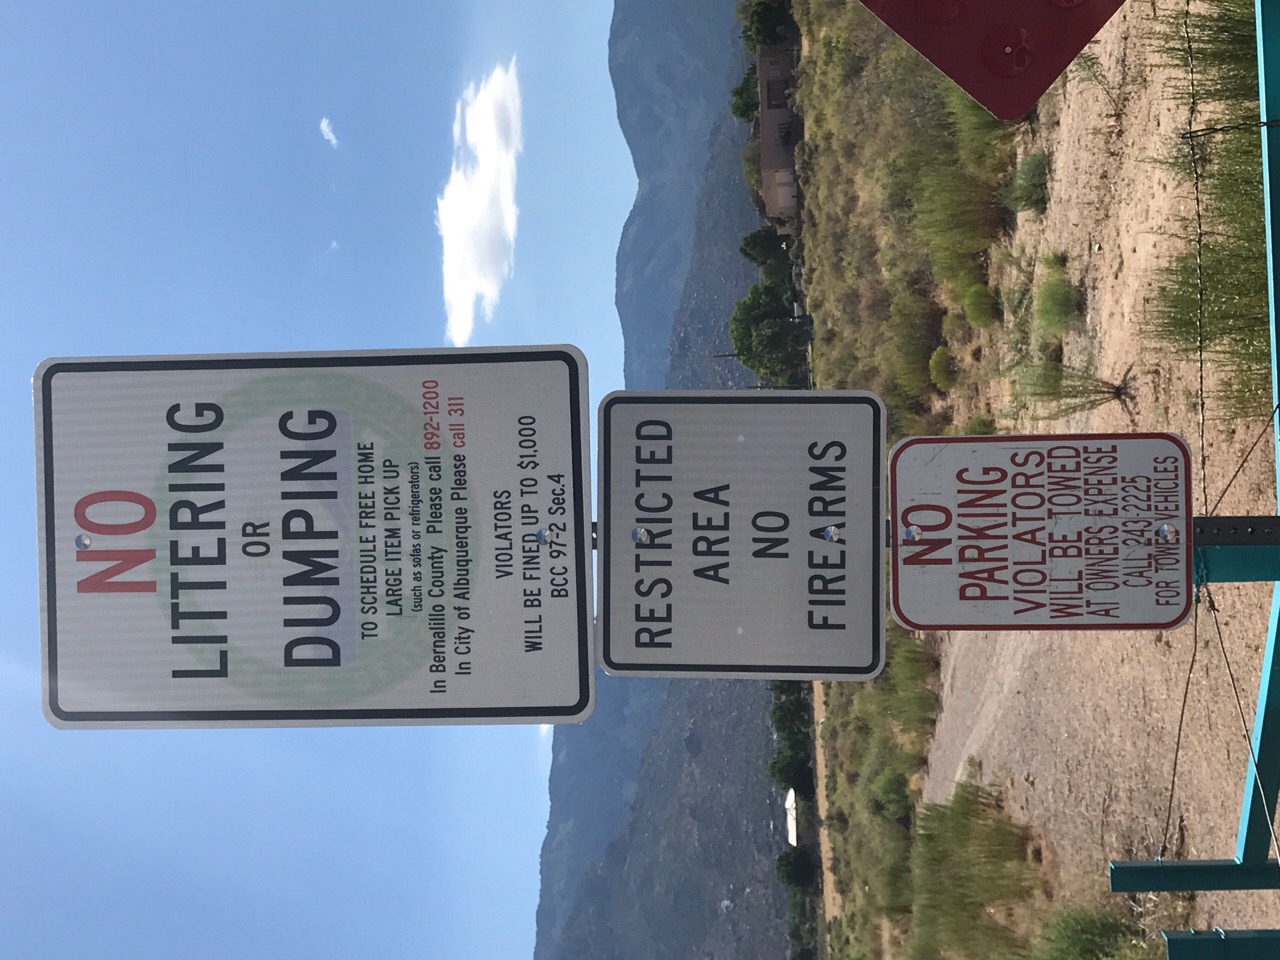 NO
LITTERING
OR
DUMPING
TO SCHEDULE FREE HOME
LARGE ITEM PICK UP
(such as sofas or refrigerators)
In Bernalillo County Please call 892-1200
In City of Albuquerque Please call 311
VIOLATORS
WILL BE FINED UP TO $1,000
BCC 97-2 Sec.4
RESTRICTED
AREA
NO
FIREARMS
NO
PARKING
VIOLATORS
WILL BE TOWED
AT OWNERS EXPENSE
CALL 243-2225
FOR TOWED VEHICLES